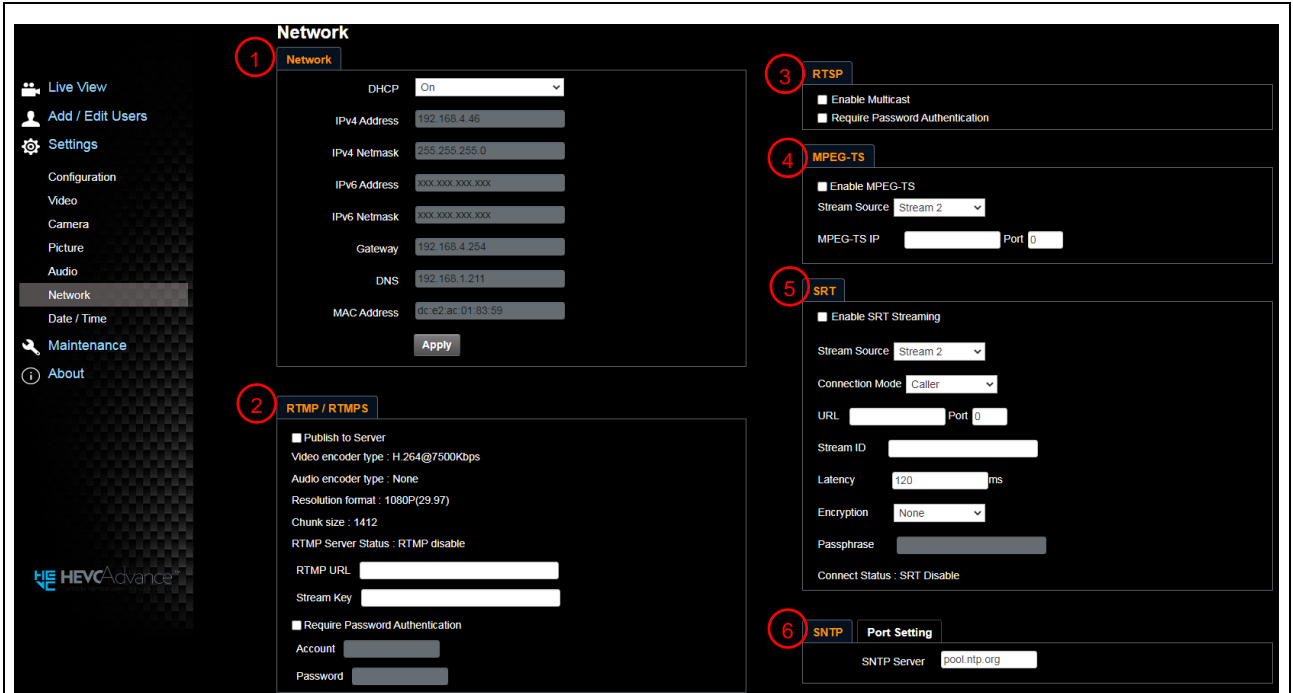 Live View
Add / Edit Users
Settings
Configuration
Video
Camera
Picture
Audio
Network
Date / Time
Maintenance
About
HEVCAdvance™
Network
1
Network
DHCP On
IPv4 Address 192.168.4.46
IPv4 Netmask 255.255.255.0
IPv6 Address xxx.xxx.xxx.xxx
IPv6 Netmask xxx.xxx.xxx.xxx
Gateway 192.168.4.254
DNS 192.168.1.211
MAC Address dc:e2:ac:01:83:59
Apply
2
RTMP / RTMPS
Publish to Server
Video encoder type : H.264@7500Kbps
Audio encoder type : None
Resolution format : 1080P(29.97)
Chunk size : 1412
RTMP Server Status : RTMP disable
RTMP URL
Stream Key
Require Password Authentication
Account
Password
3
RTSP
Enable Multicast
Require Password Authentication
4
MPEG-TS
Enable MPEG-TS
Stream Source Stream 2
MPEG-TS IP Port 0
5
SRT
Enable SRT Streaming
Stream Source Stream 2
Connection Mode Caller
URL Port 0
Stream ID
Latency 120 ms
Encryption None
Passphrase
Connect Status : SRT Disable
6
SNTP Port Setting
SNTP Server pool.ntp.org